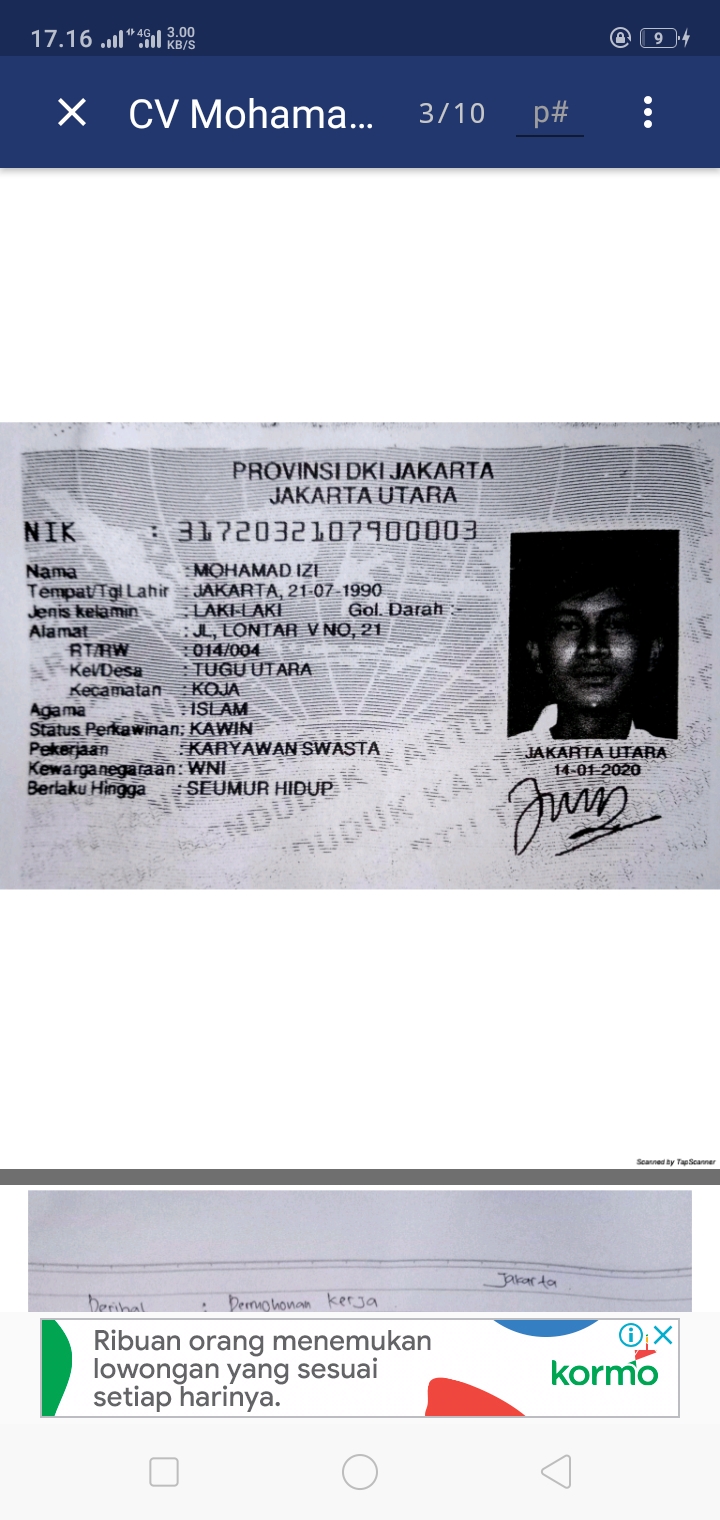 17.16 4G 3.00 KB/S 9
CV Mohama... 3/10 p#
PROVINSI DKI JAKARTA
JAKARTA UTARA
NIK : 3172032107900003
Nama : MOHAMAD IZI
Tempat/Tgl Lahir : JAKARTA, 21-07-1990
Jenis kelamin : LAKI-LAKI Gol. Darah :-
Alamat : JL, LONTAR V NO, 21
RT/RW : 014/004
Kel/Desa : TUGU UTARA
Kecamatan : KOJA
Agama : ISLAM
Status Perkawinan: KAWIN
Pekerjaan : KARYAWAN SWASTA
Kewarganegaraan : WNI
Berlaku Hingga : SEUMUR HIDUP
JAKARTA UTARA
14-01-2020
Scanned by TapScanner
Jakarta
Perihal : Permohonan kerja
Ribuan orang menemukan
lowongan yang sesuai
setiap harinya.
kormo